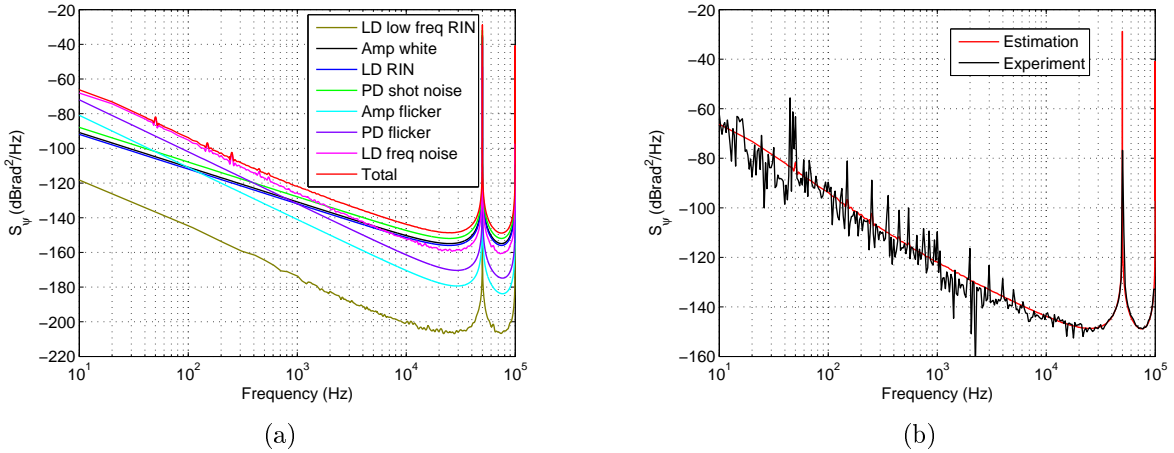 −20
−40
−60
−80
−100
−120
−140
−160
−180
−200
−220
S_ψ (dBrad²/Hz)
10¹ 10² 10³ 10⁴ 10⁵
Frequency (Hz)
LD low freq RIN
Amp white
LD RIN
PD shot noise
Amp flicker
PD flicker
LD freq noise
Total
(a)
−20
−40
−60
−80
−100
−120
−140
−160
S_ψ (dBrad²/Hz)
10¹ 10² 10³ 10⁴ 10⁵
Frequency (Hz)
Estimation
Experiment
(b)